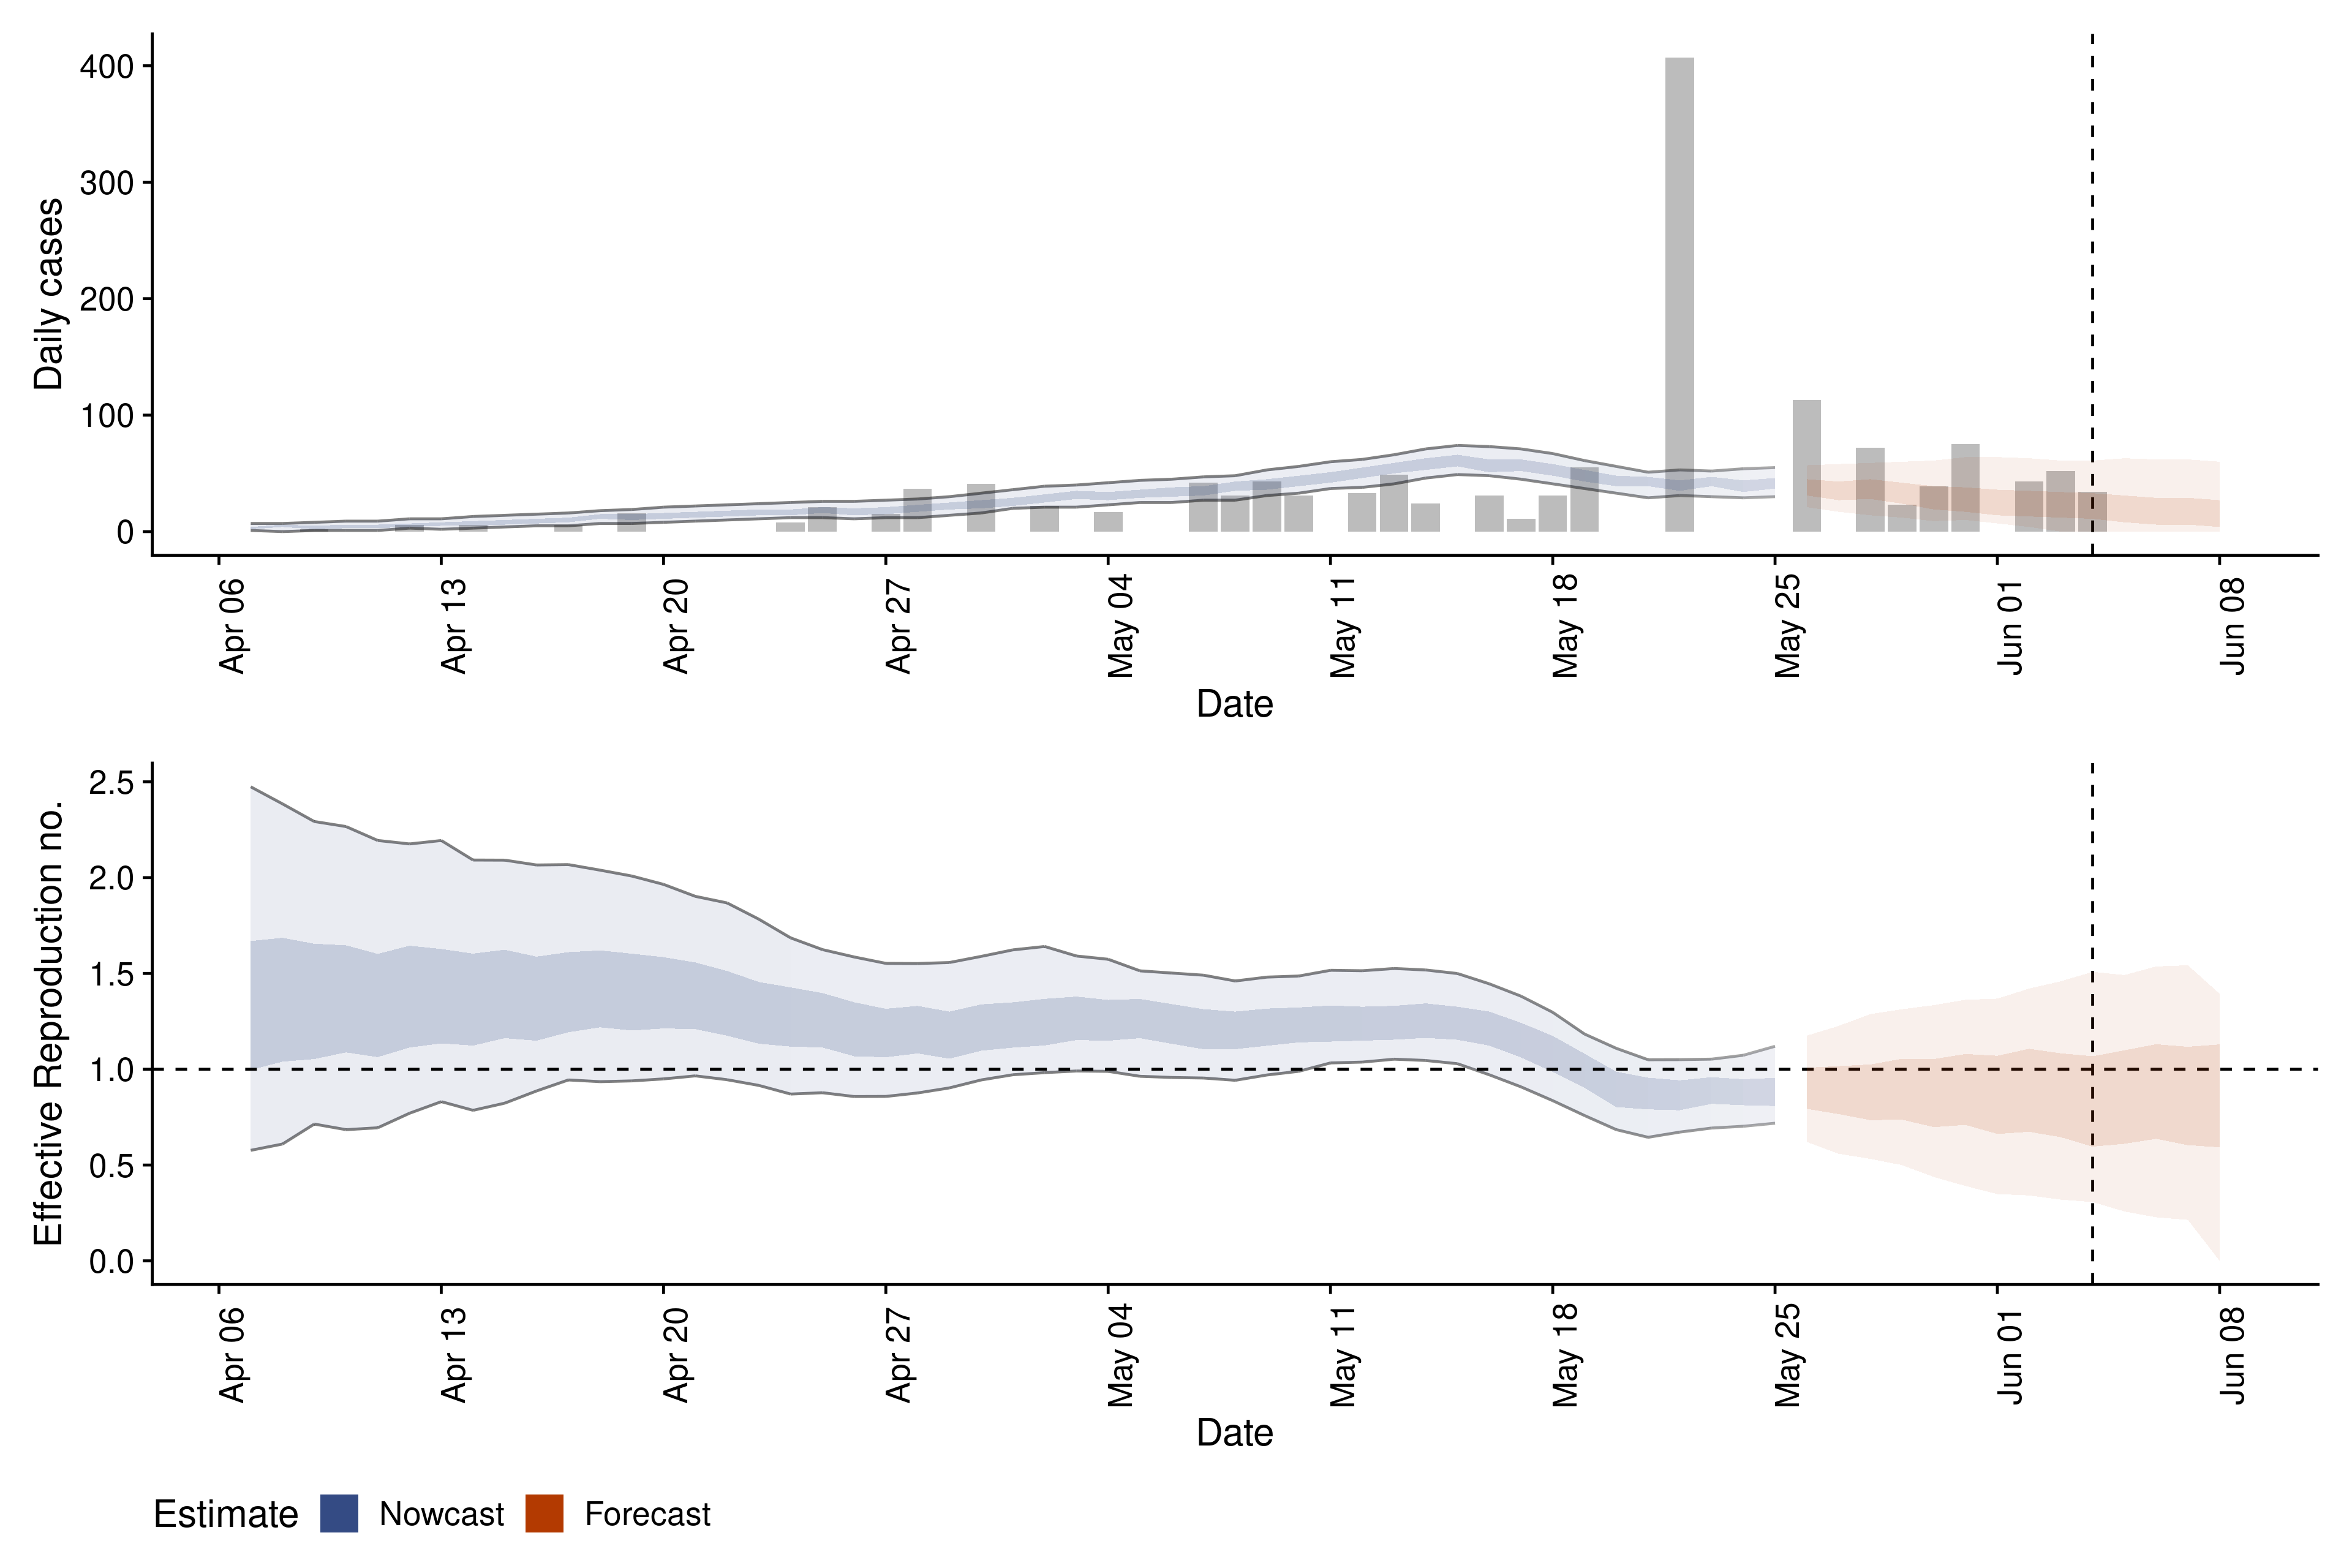 Daily cases
400
300
200
100
0
Apr 06 Apr 13 Apr 20 Apr 27 May 04 May 11 May 18 May 25 Jun 01 Jun 08
Date
Effective Reproduction no.
2.5
2.0
1.5
1.0
0.5
0.0
Apr 06 Apr 13 Apr 20 Apr 27 May 04 May 11 May 18 May 25 Jun 01 Jun 08
Date
Estimate Nowcast Forecast